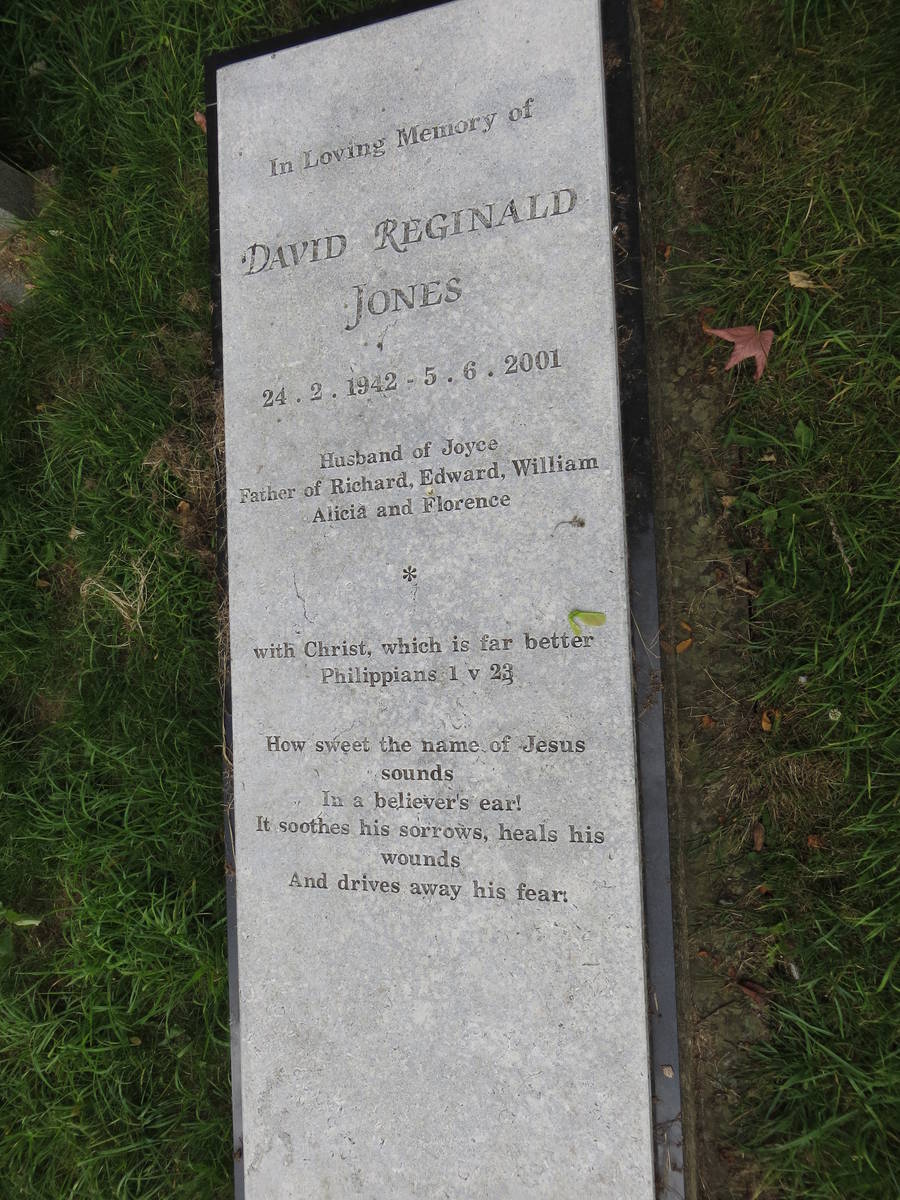 In Loving Memory of
DAVID REGINALD
JONES
24 . 2 . 1942 - 5 . 6 . 2001
Husband of Joyce
Father of Richard, Edward, William
Alicia and Florence
*
with Christ, which is far better
Philippians 1 v 23
How sweet the name of Jesus
sounds
In a believer's ear!
It soothes his sorrows, heals his
wounds
And drives away his fear.